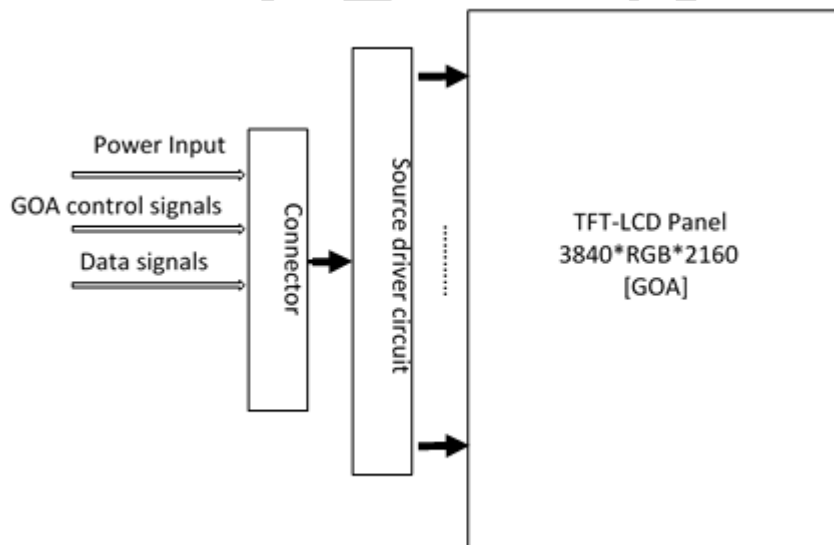 Power Input
GOA control signals
Data signals
Connector
Source driver circuit
TFT-LCD Panel
3840*RGB*2160
[GOA]